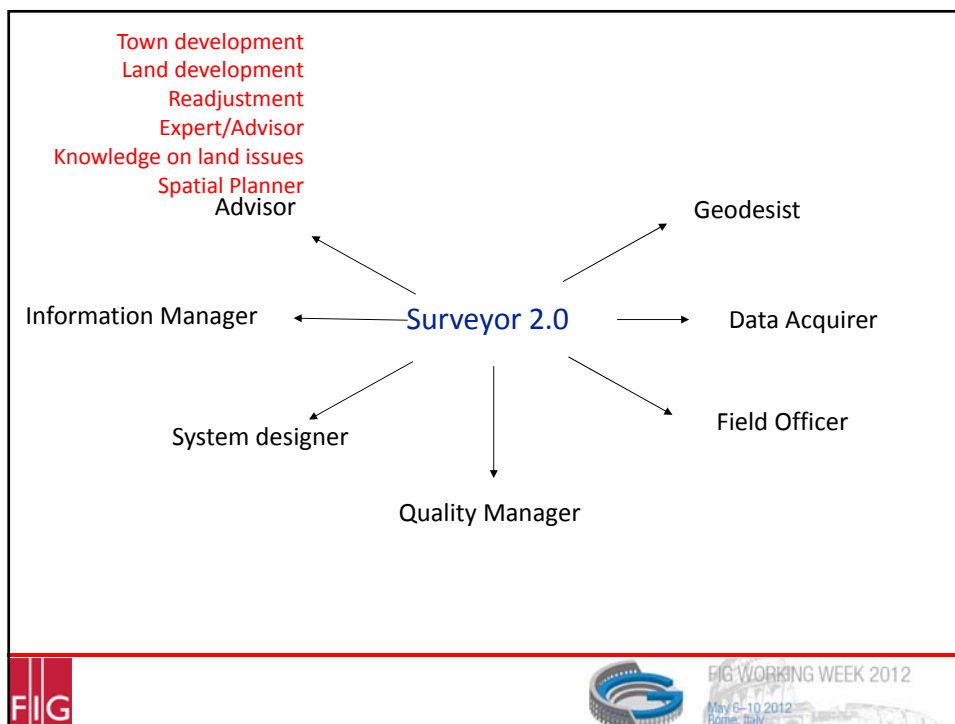 Town development
Land development
Readjustment
Expert/Advisor
Knowledge on land issues
Spatial Planner
Advisor
Geodesist
Information Manager
Surveyor 2.0
Data Acquirer
System designer
Field Officer
Quality Manager
FIG
FIG WORKING WEEK 2012
May 6-10 2012
Rome, Italy